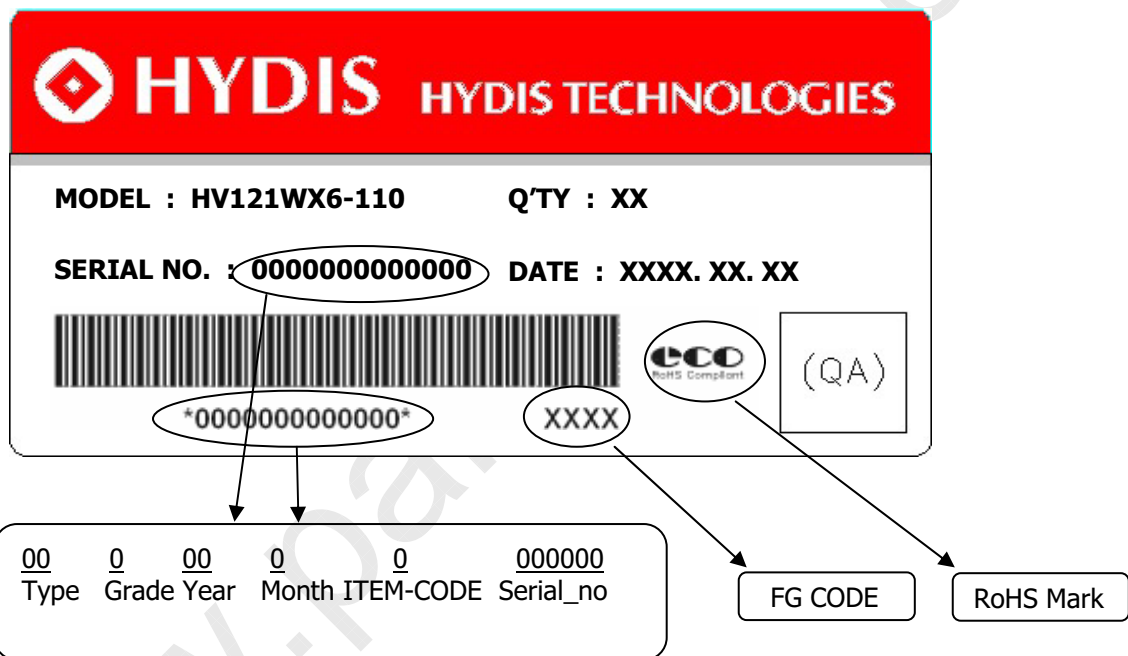 HYDIS HYDIS TECHNOLOGIES
MODEL : HV121WX6-110 Q'TY : XX
SERIAL NO. : 0000000000000 DATE : XXXX. XX. XX
eco
RoHS Compliant
(QA)
*0000000000000* XXXX
00 0 00 0 0 000000
Type Grade Year Month ITEM-CODE Serial_no
FG CODE
RoHS Mark